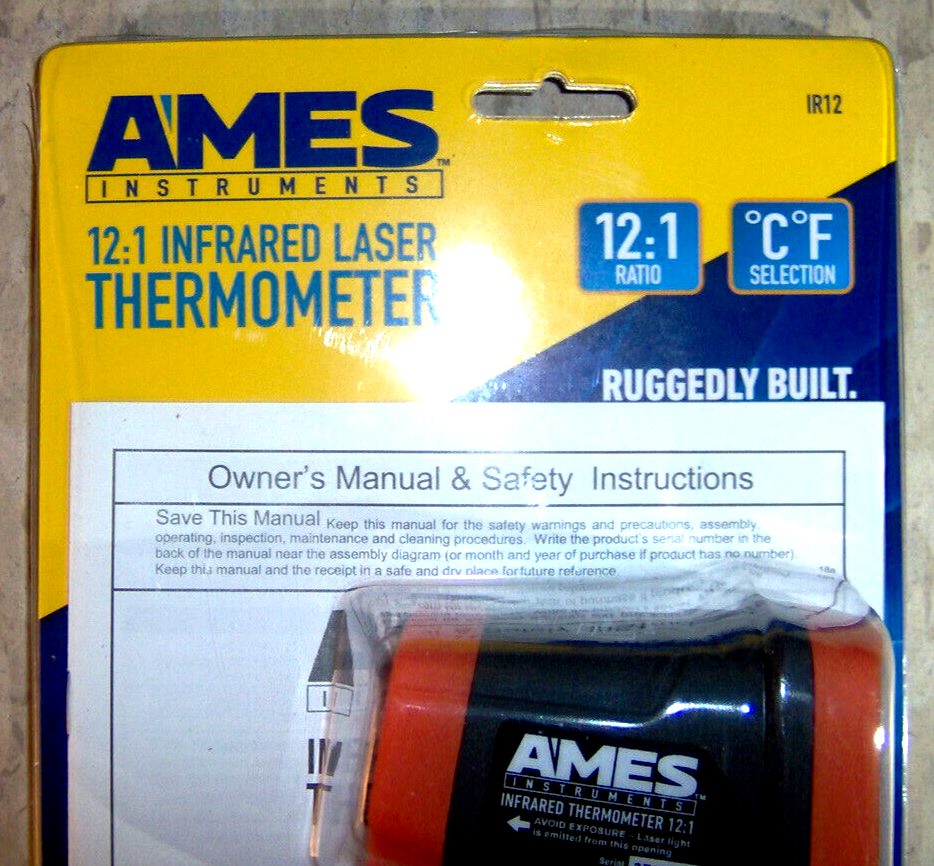 AMES™
INSTRUMENTS
IR12
12:1 INFRARED LASER
THERMOMETER
12:1
RATIO
°C°F
SELECTION
RUGGEDLY BUILT.
Owner's Manual & Safety Instructions
Save This Manual Keep this manual for the safety warnings and precautions, assembly,
operating, inspection, maintenance and cleaning procedures. Write the product's serial number in the
back of the manual near the assembly diagram (or month and year of purchase if product has no number).
Keep this manual and the receipt in a safe and dry place for future reference.
AMES™
INSTRUMENTS
INFRARED THERMOMETER 12:1
AVOID EXPOSURE - Laser light
is emitted from this opening
Serial